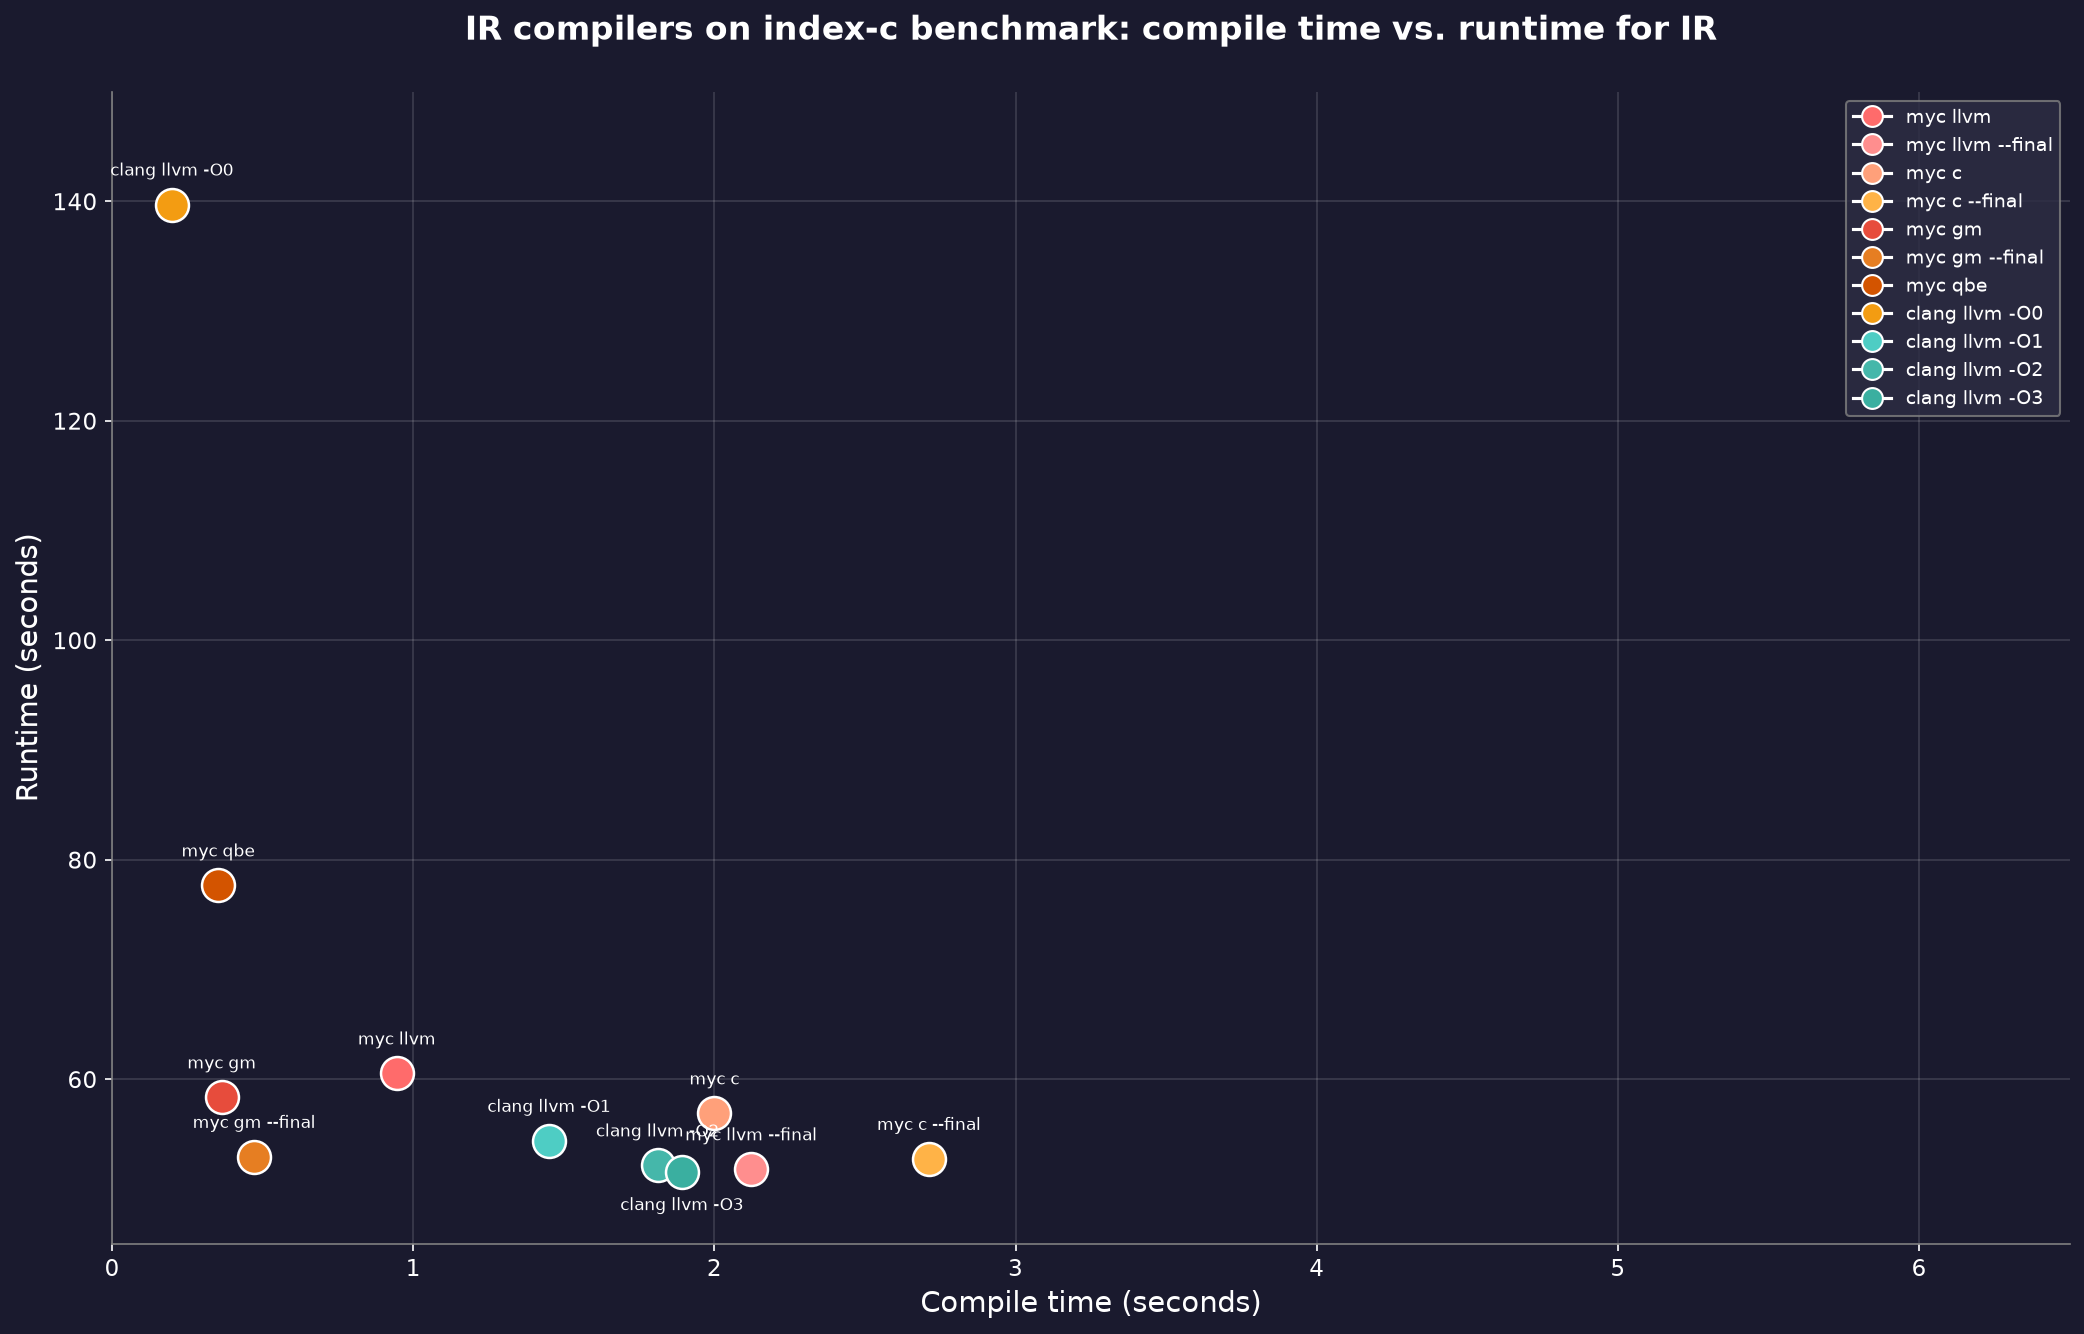 IR compilers on index-c benchmark: compile time vs. runtime for IR
myc llvm
myc llvm --final
myc c
myc c --final
myc gm
myc gm --final
myc qbe
clang llvm -O0
clang llvm -O1
clang llvm -O2
clang llvm -O3
clang llvm -O0
140
120
100
80
60
Runtime (seconds)
myc qbe
myc llvm
myc gm
myc c
clang llvm -O1
myc gm --final
myc c --final
clang llvm -O2
myc llvm --final
clang llvm -O3
0 1 2 3 4 5 6
Compile time (seconds)